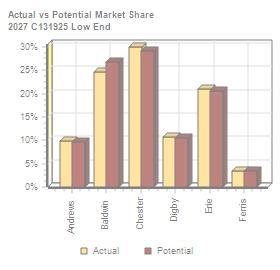 Actual vs Potential Market Share
2027 C131925 Low End
30%
25%
20%
15%
10%
5%
0%
Andrews
Baldwin
Chester
Digby
Erie
Ferris
Actual
Potential